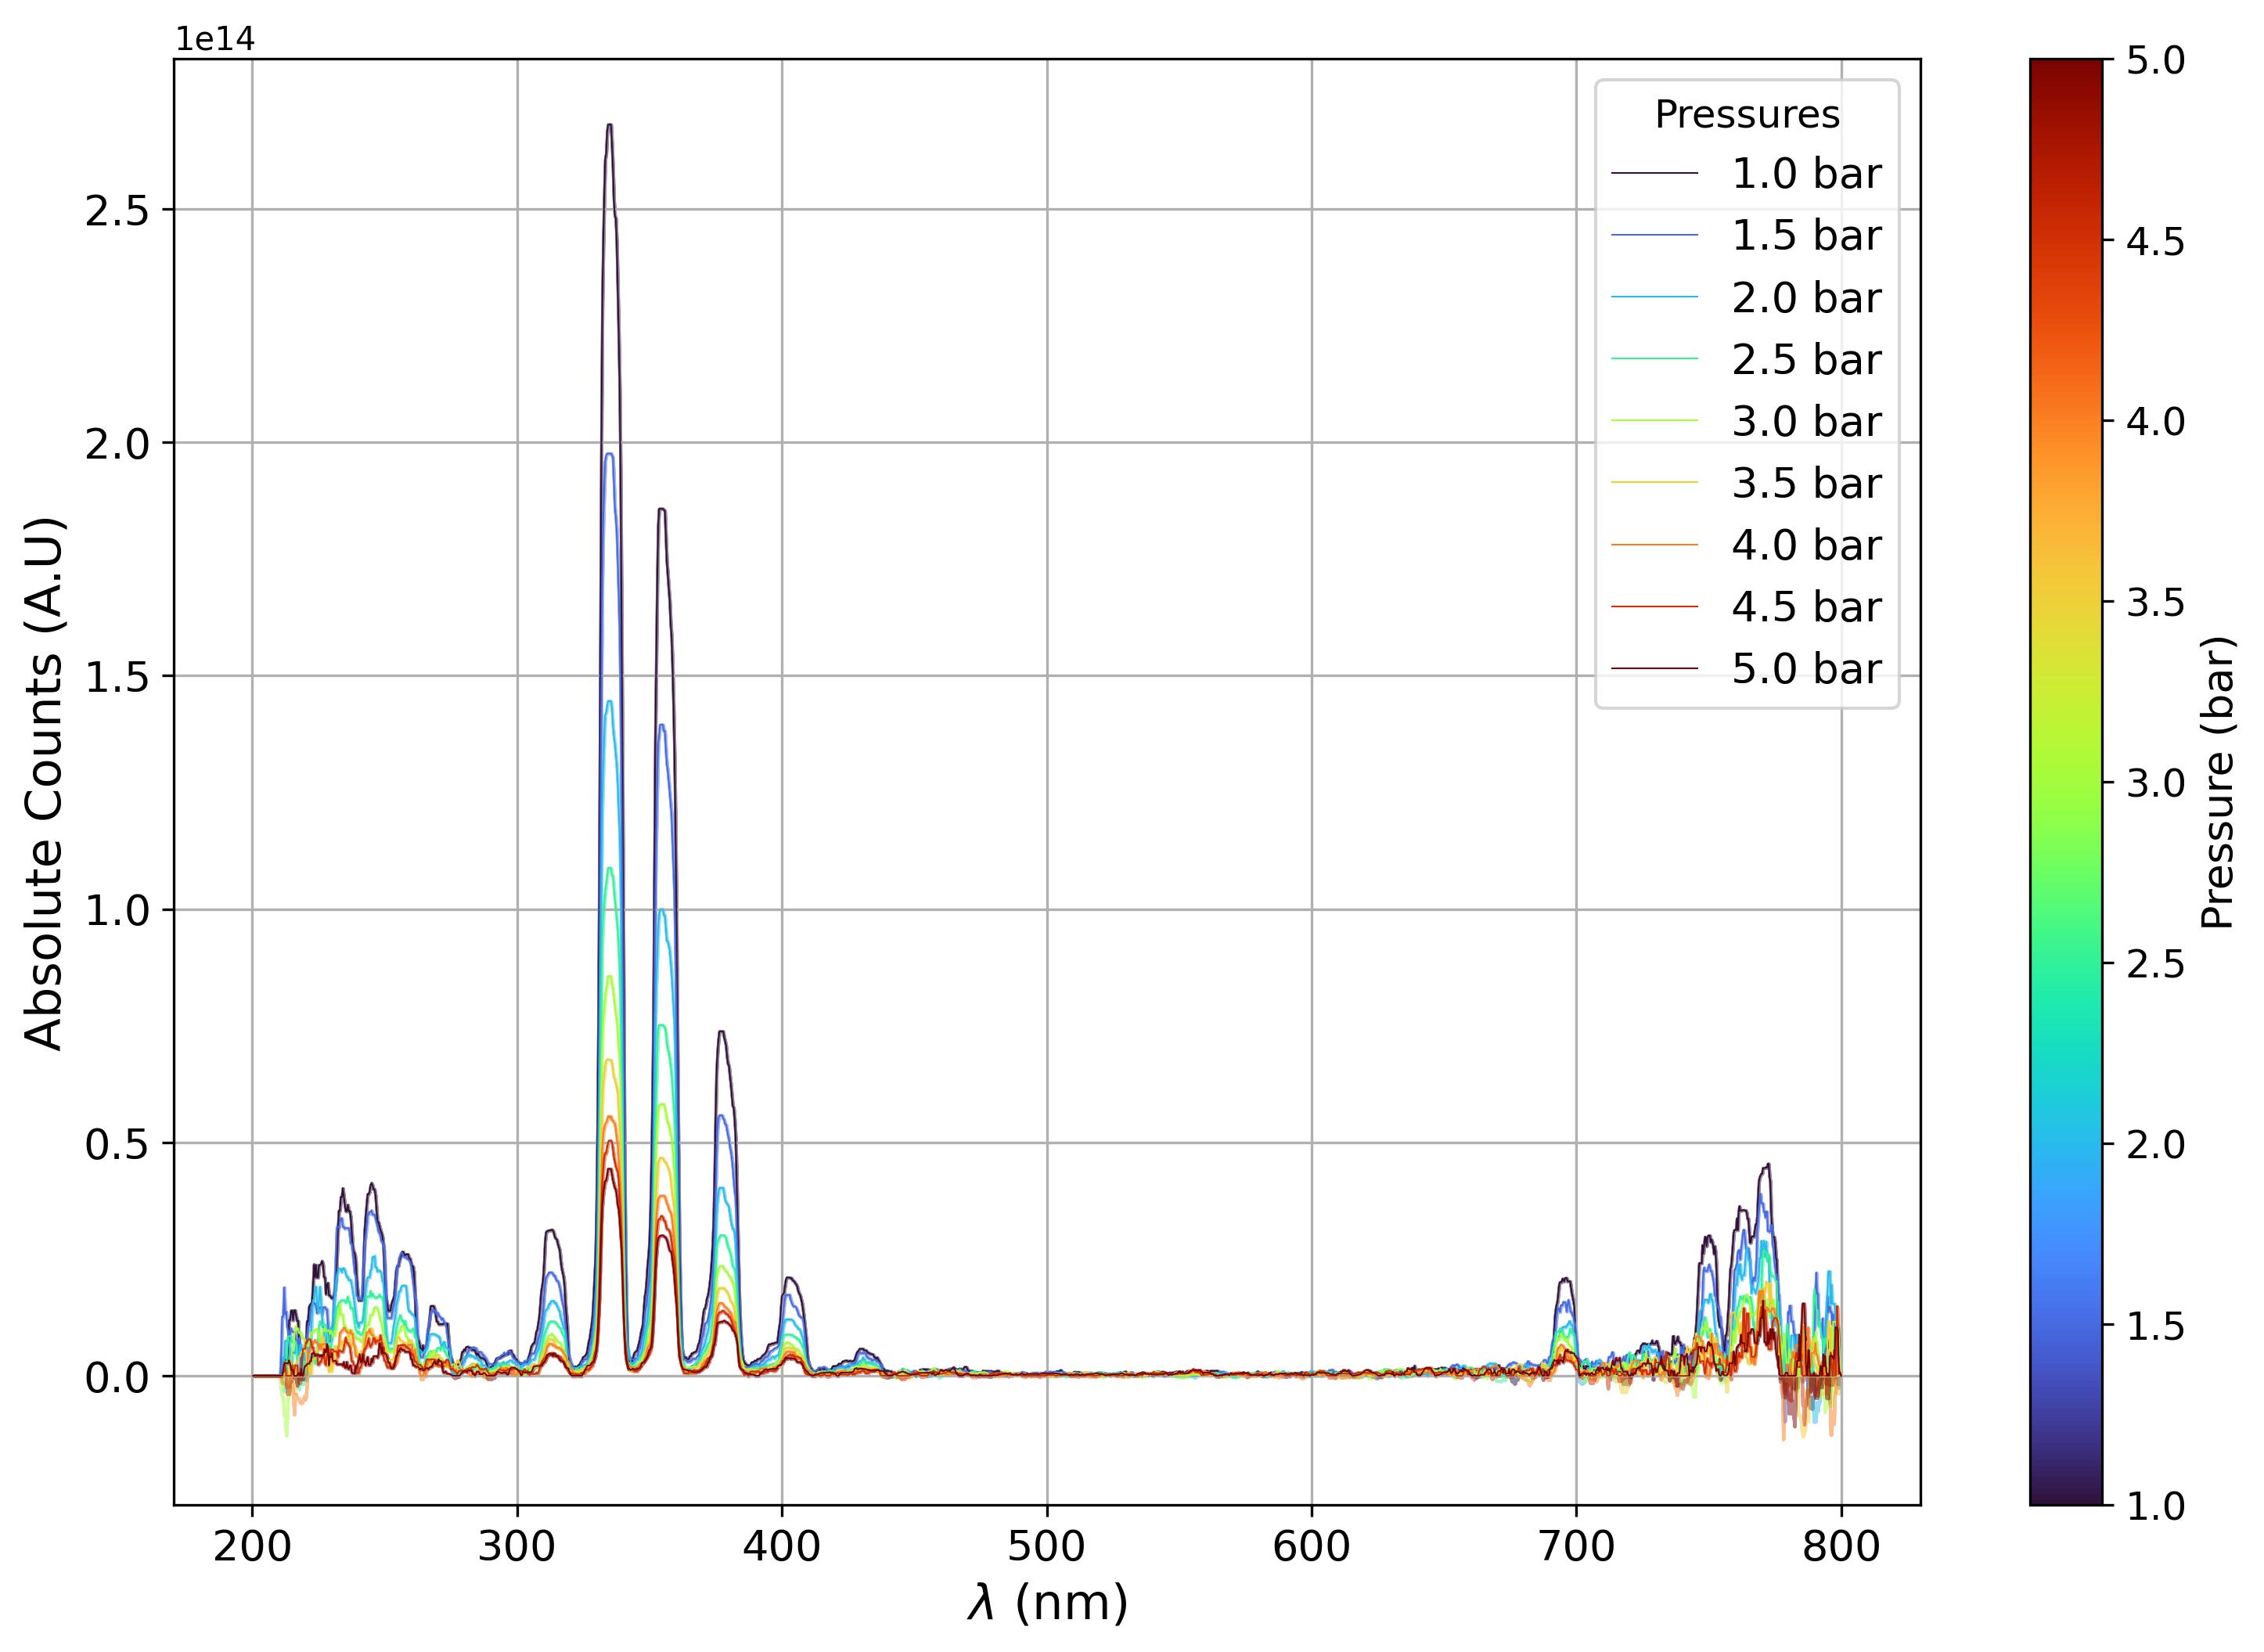 1e14
Absolute Counts (A.U)
2.5
2.0
1.5
1.0
0.5
0.0
200
300
400
500
600
700
800
λ (nm)
Pressures
1.0 bar
1.5 bar
2.0 bar
2.5 bar
3.0 bar
3.5 bar
4.0 bar
4.5 bar
5.0 bar
5.0
4.5
4.0
3.5
3.0
2.5
2.0
1.5
1.0
Pressure (bar)